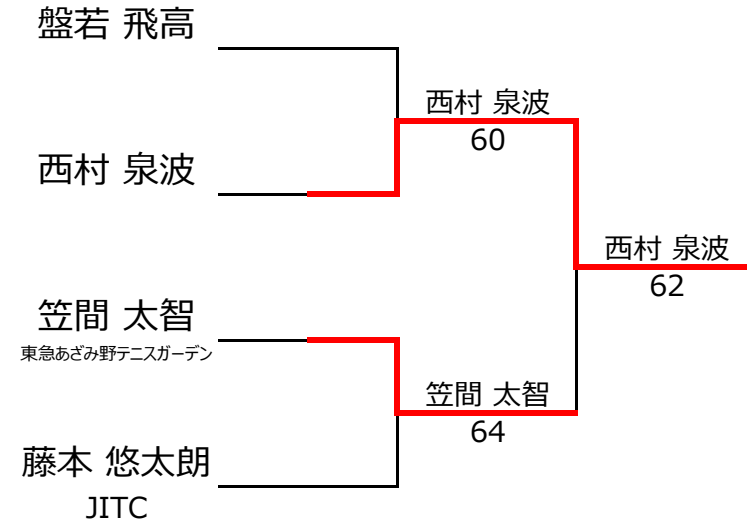 盤若 飛高
西村 泉波
60
西村 泉波
西村 泉波
62
笠間 太智
東急あざみ野テニスガーデン
笠間 太智
64
藤本 悠太朗
JITC